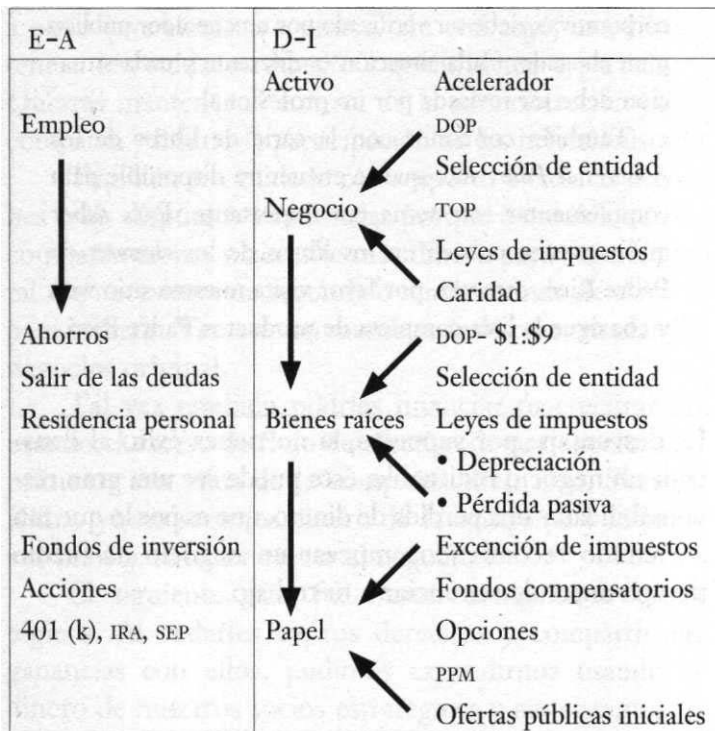 E-A D-I
Activo Acelerador
Empleo DOP
Selección de entidad
Negocio TOP
Leyes de impuestos
Caridad
Ahorros DOP– $1:$9
Salir de las deudas Selección de entidad
Residencia personal Bienes raíces Leyes de impuestos
• Depreciación
• Pérdida pasiva
Fondos de inversión Excención de impuestos
Acciones Fondos compensatorios
401 (k), IRA, SEP Papel Opciones
PPM
Ofertas públicas iniciales